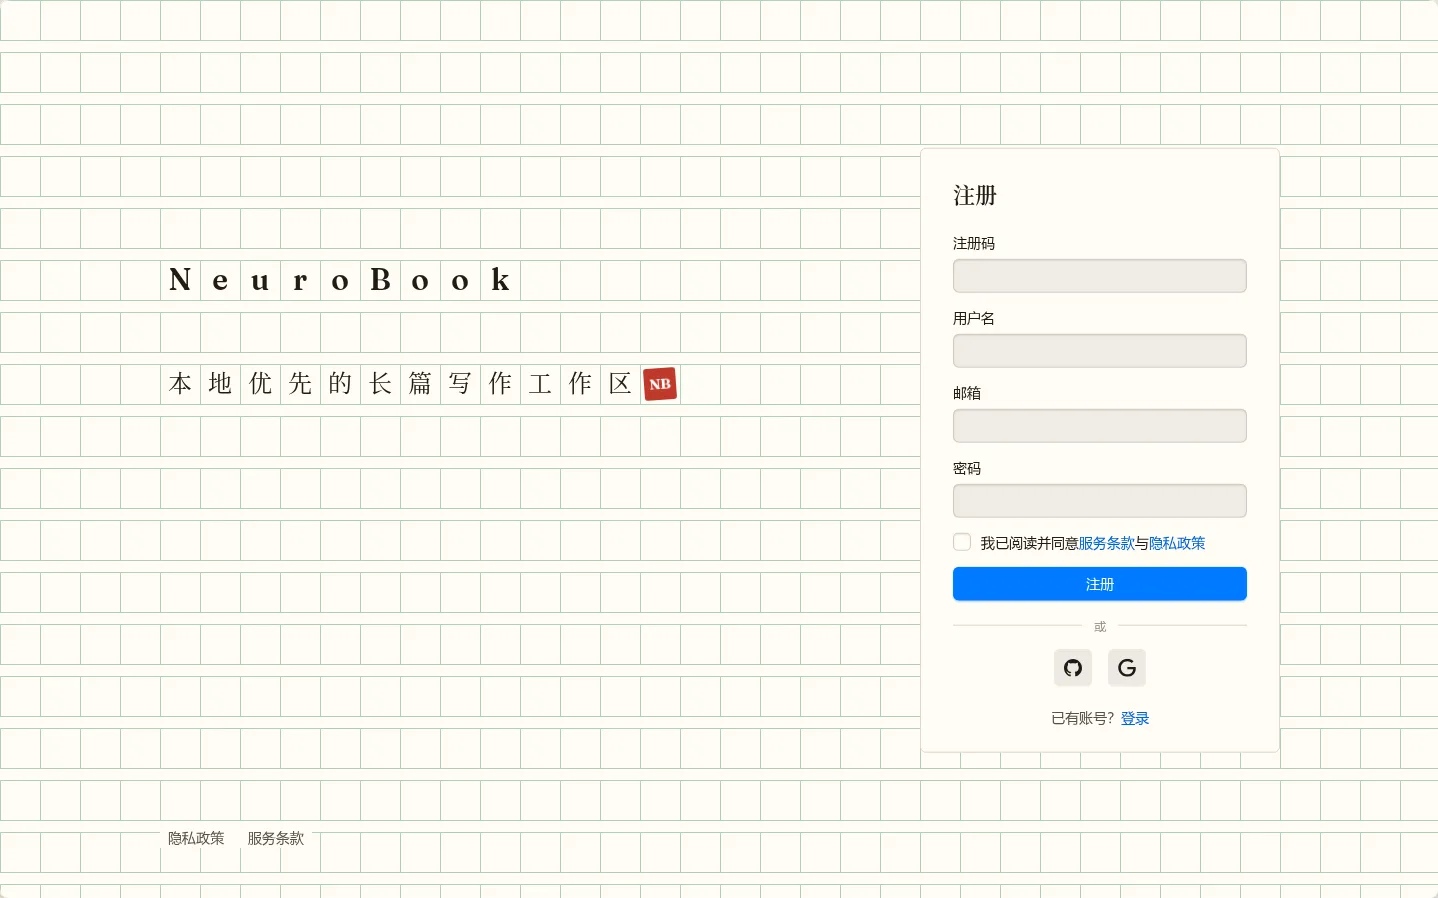 NeuroBook
本地优先的长篇写作工作区 NB
注册
注册码
用户名
邮箱
密码
我已阅读并同意服务条款与隐私政策
注册
或
已有账号? 登录
隐私政策 服务条款